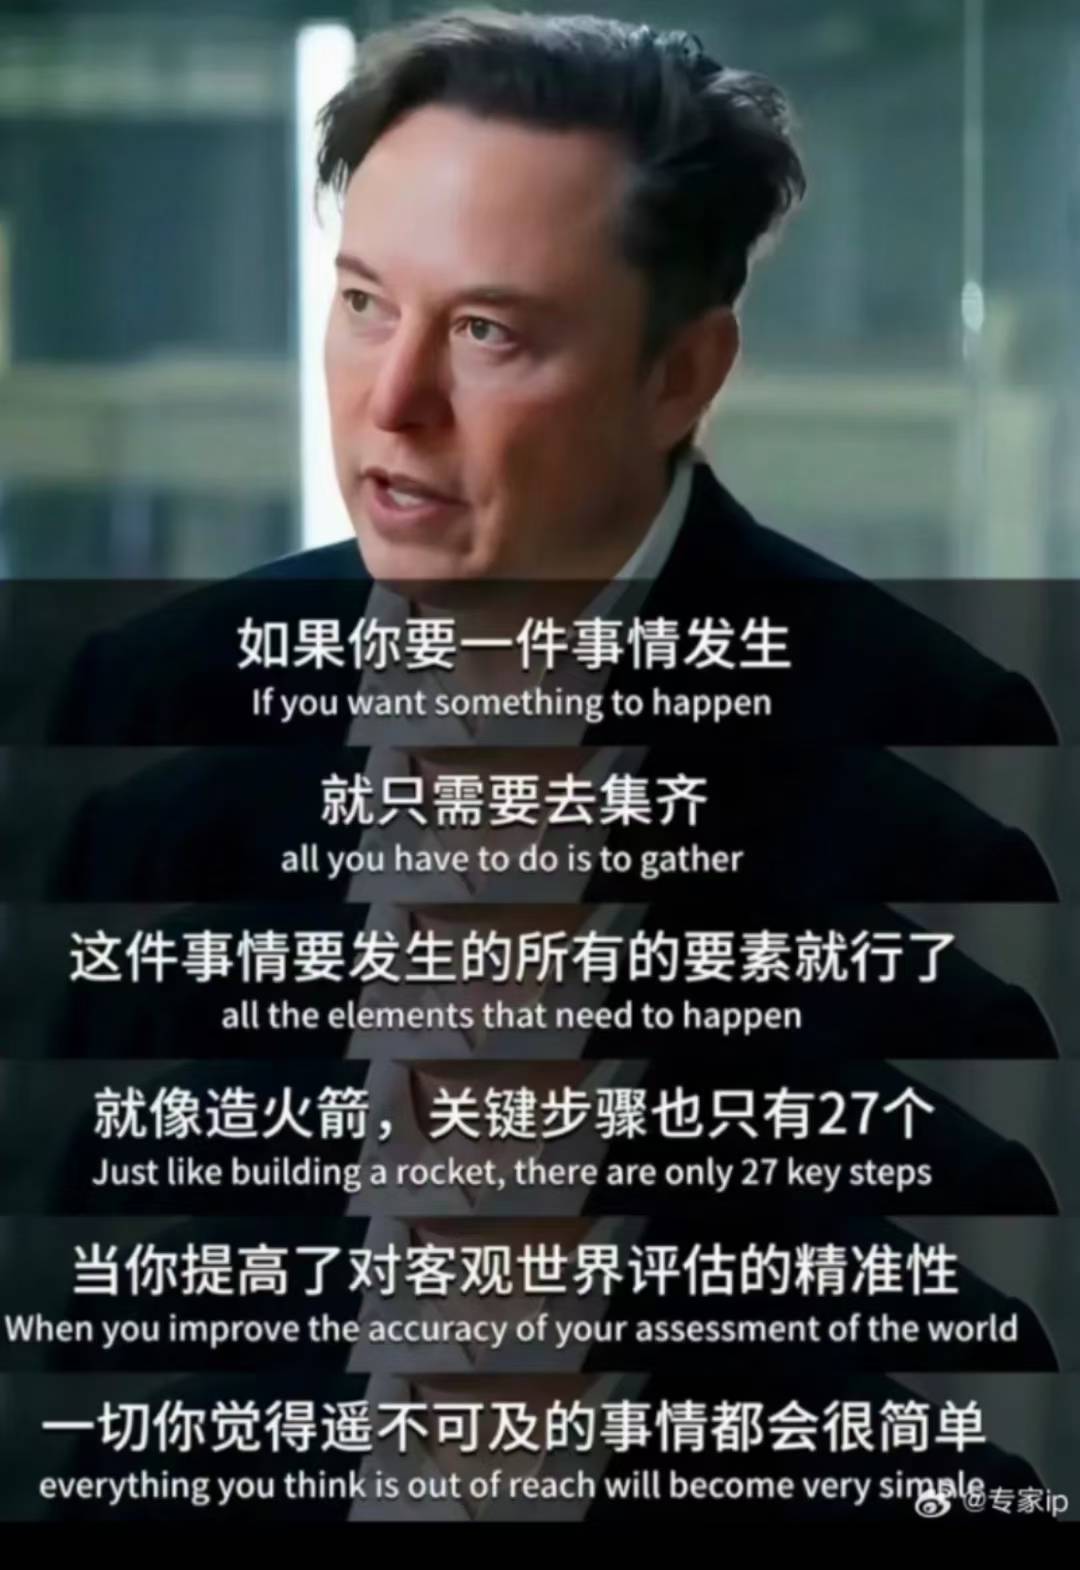 如果你要一件事情发生
If you want something to happen
就只需要去集齐
all you have to do is to gather
这件事情要发生的所有的要素就行了
all the elements that need to happen
就像造火箭，关键步骤也只有27个
Just like building a rocket, there are only 27 key steps
当你提高了对客观世界评估的精准性
When you improve the accuracy of your assessment of the world
一切你觉得遥不可及的事情都会很简单
everything you think is out of reach will become very simple
@专家ip